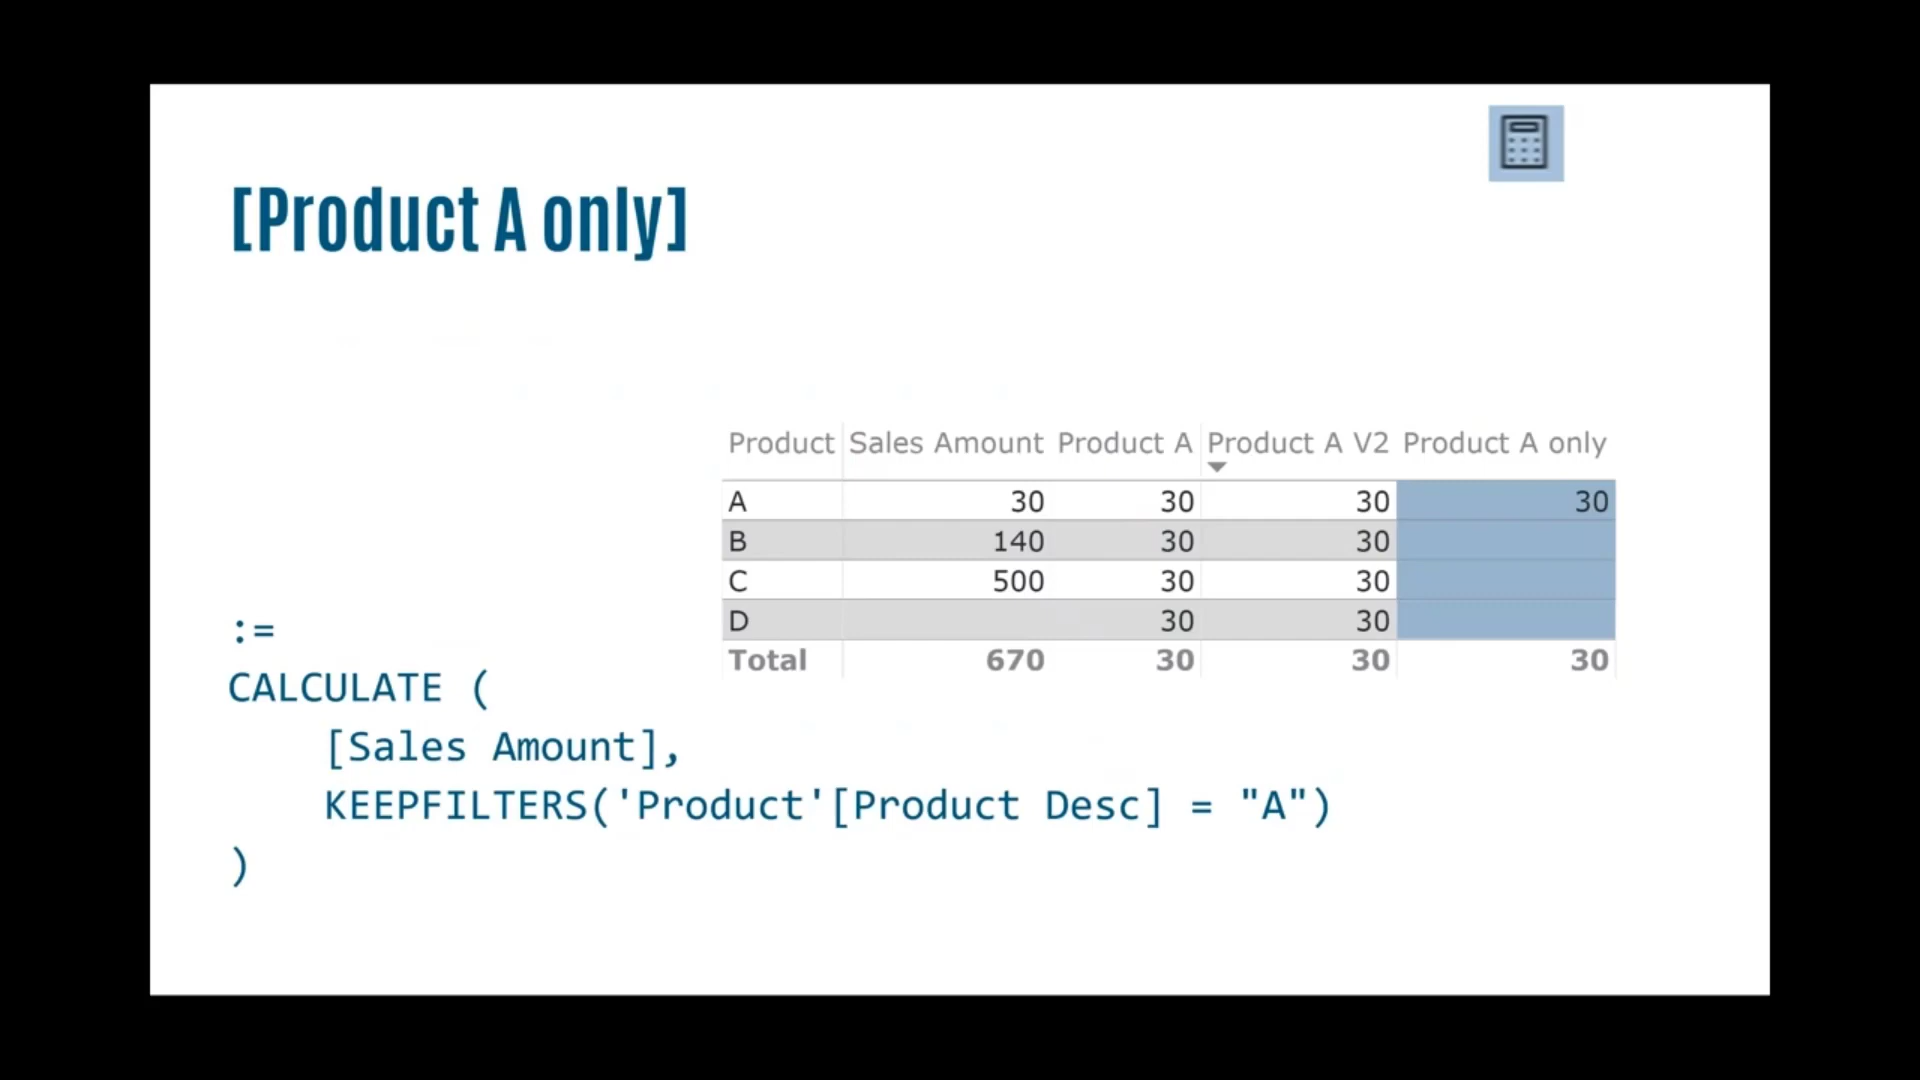 [Product A only]
Product Sales Amount Product A Product A V2 Product A only
A 30 30 30 30
B 140 30 30
C 500 30 30
D 30 30
Total 670 30 30 30
:=
CALCULATE (
[Sales Amount],
KEEPFILTERS('Product'[Product Desc] = "A")
)